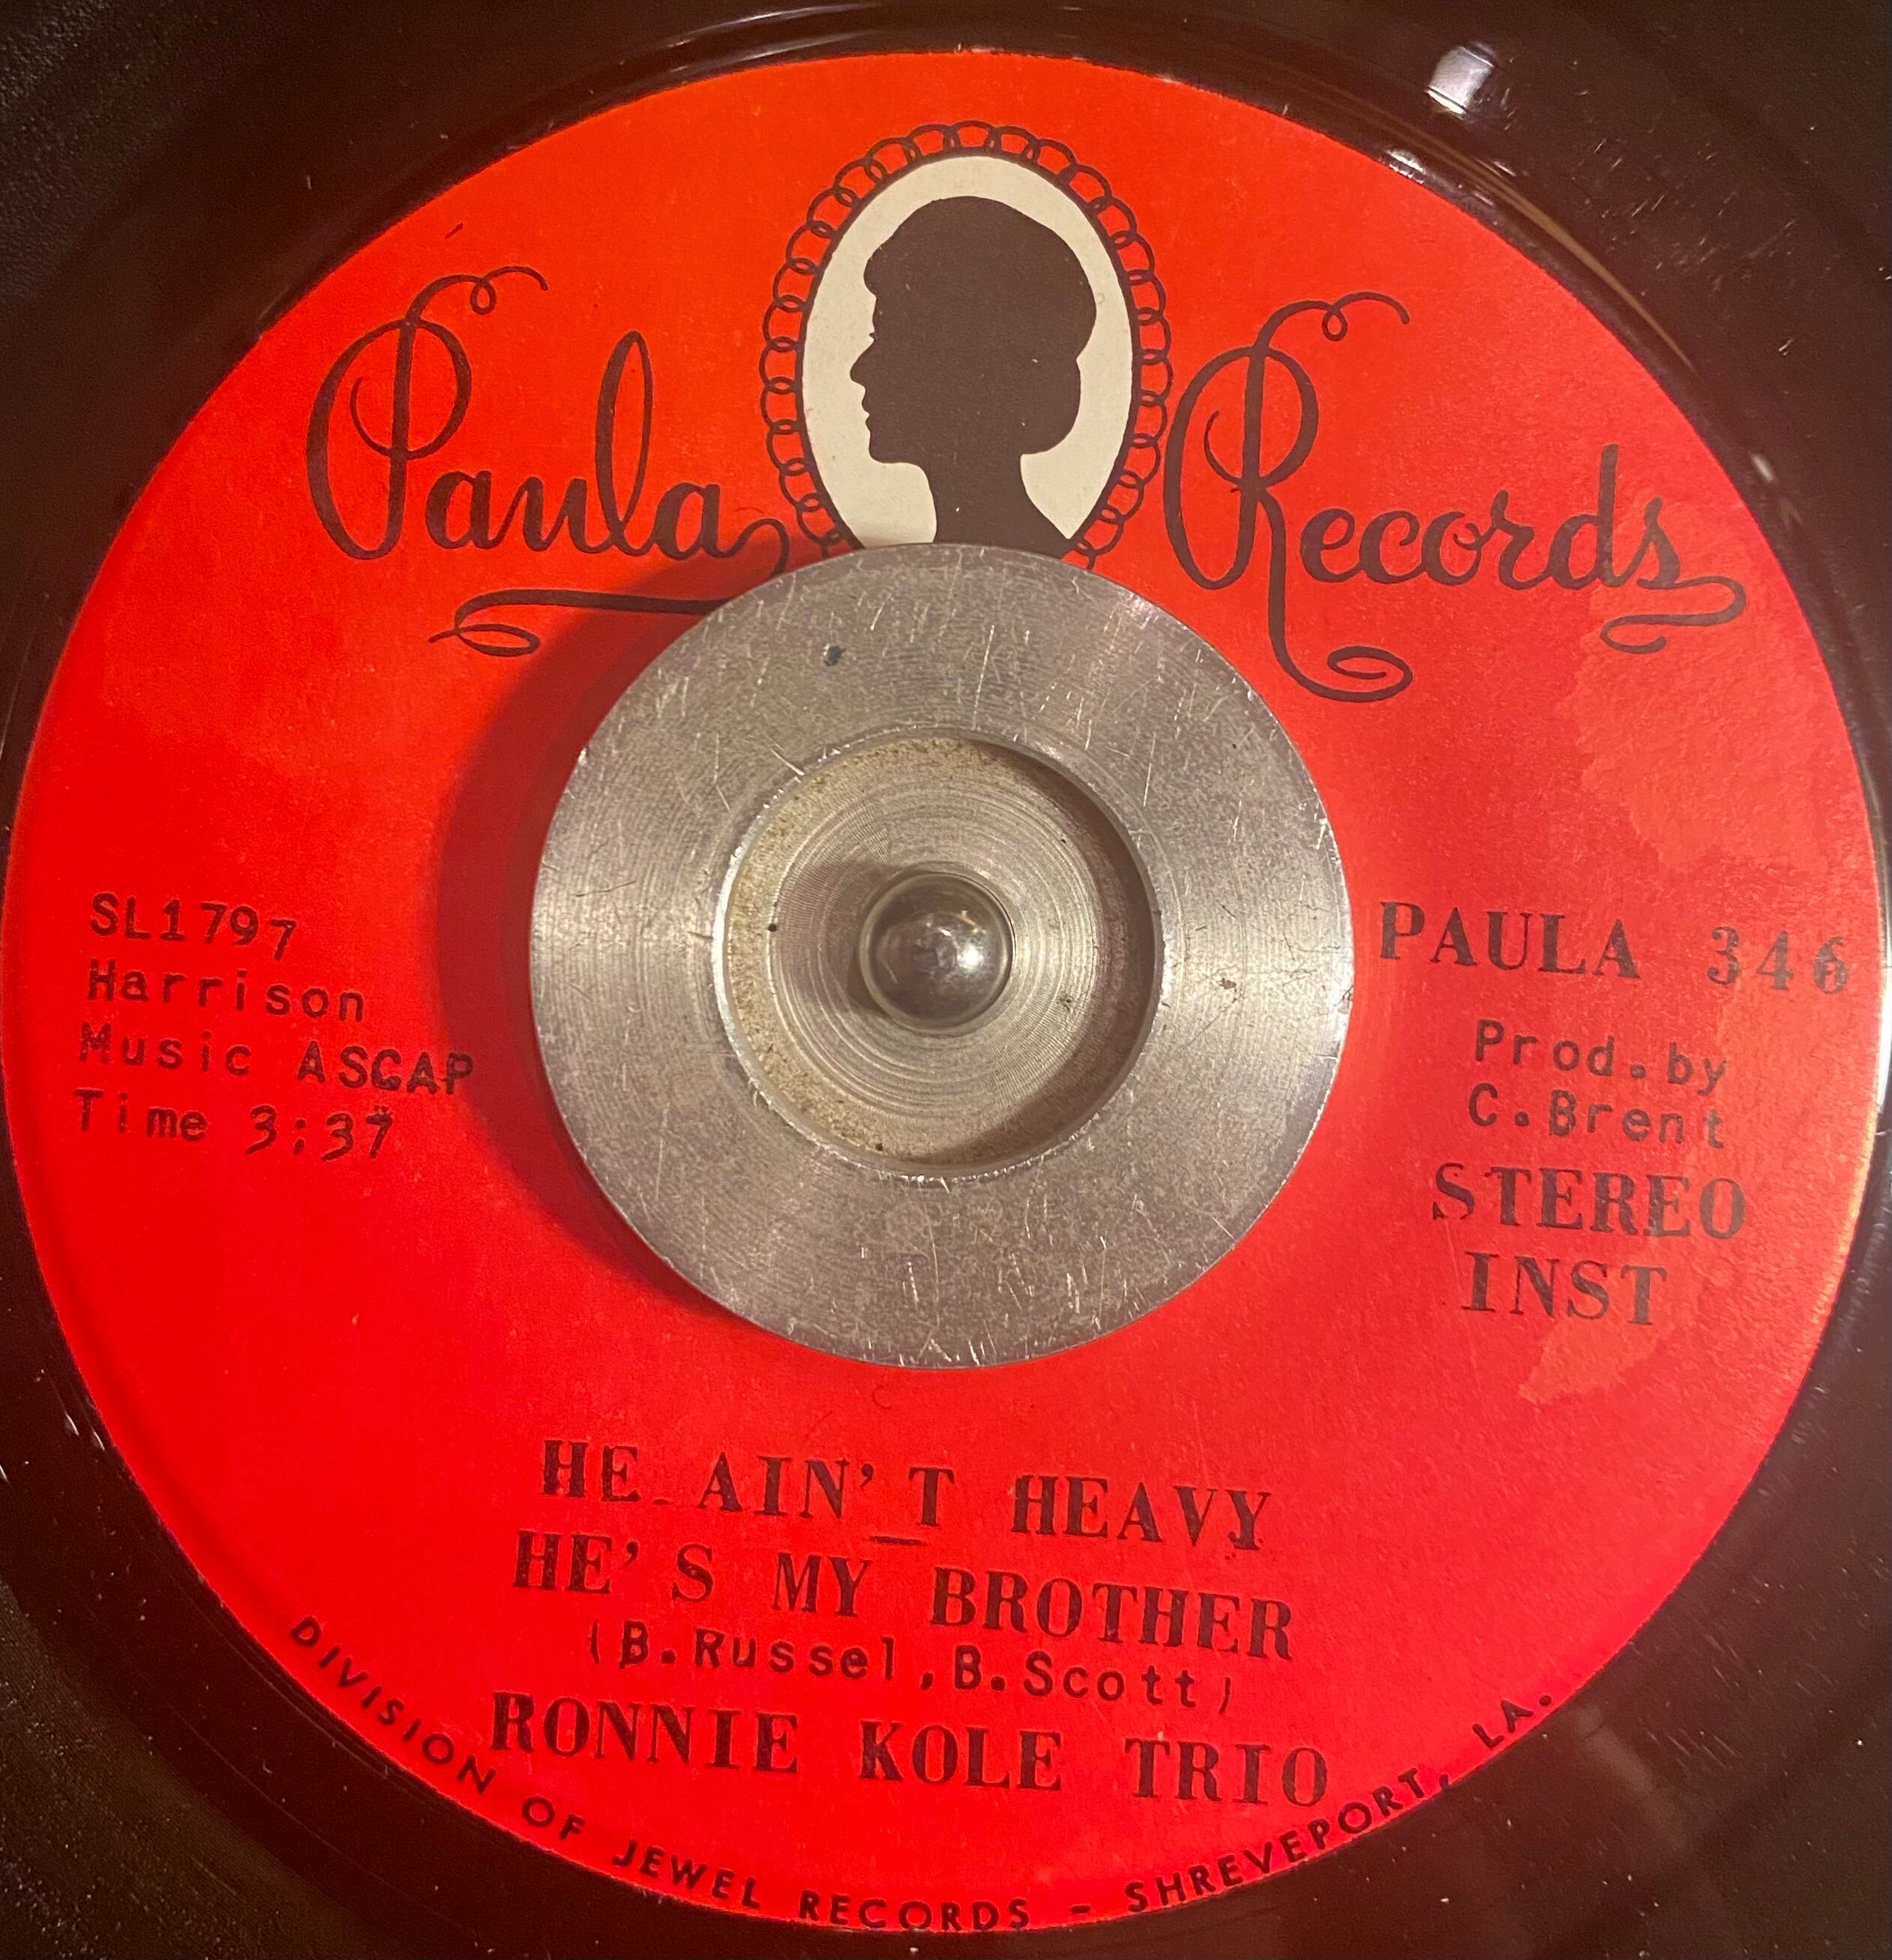 Paula Records
SL1797
Harrison
Music ASCAP
Time 3:37
PAULA 346
Prod.by
C.Brent
STEREO
INST
HE AIN'T HEAVY
HE'S MY BROTHER
(B.Russel,B.Scott)
RONNIE KOLE TRIO
DIVISION OF JEWEL RECORDS - SHREVEPORT, LA.